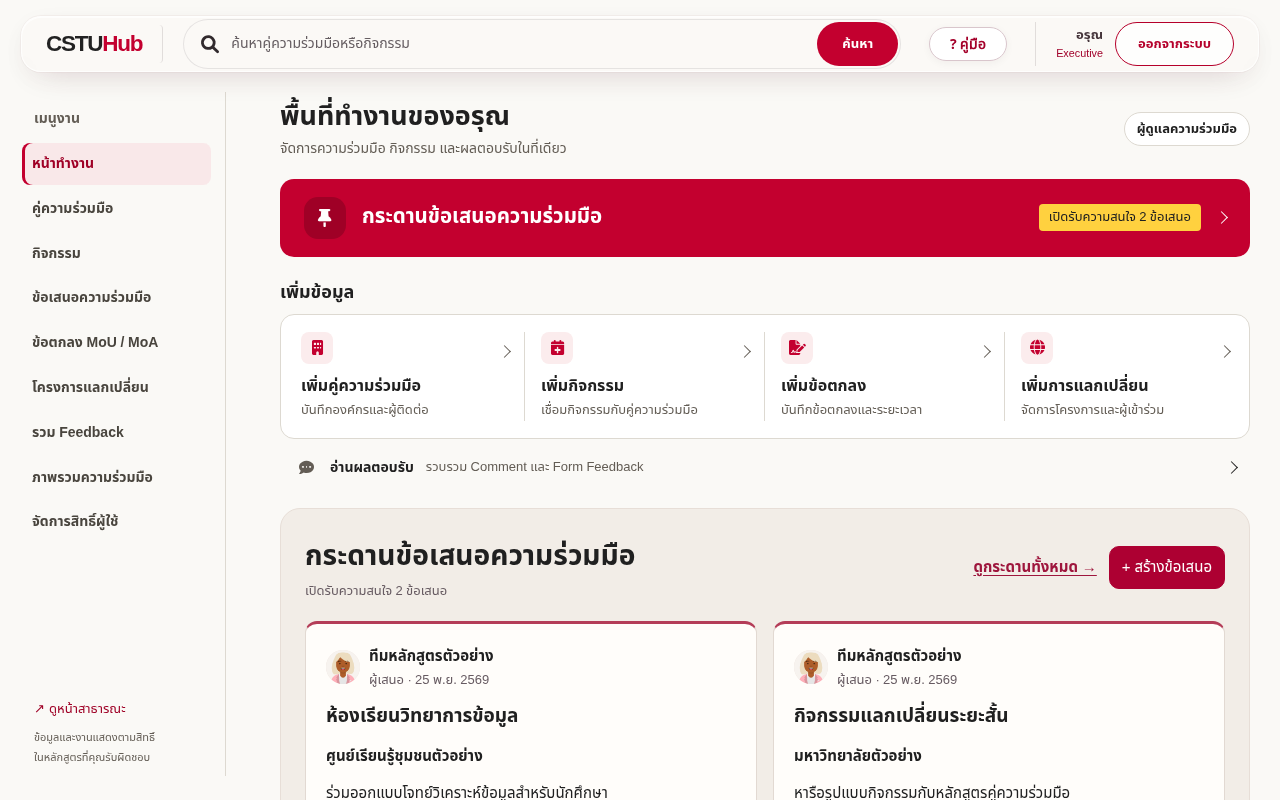 CSTUHub
ค้นหาคู่ความร่วมมือหรือกิจกรรม
ค้นหา
? คู่มือ
อรุณ
Executive
ออกจากระบบ
เมนูงาน
หน้าทำงาน
คู่ความร่วมมือ
กิจกรรม
ข้อเสนอความร่วมมือ
ข้อตกลง MoU / MoA
โครงการแลกเปลี่ยน
รวม Feedback
ภาพรวมความร่วมมือ
จัดการสิทธิ์ผู้ใช้
↗ ดูหน้าสาธารณะ
ข้อมูลและงานแสดงตามสิทธิ์
ในหลักสูตรที่คุณรับผิดชอบ
พื้นที่ทำงานของอรุณ
จัดการความร่วมมือ กิจกรรม และผลตอบรับในที่เดียว
ผู้ดูแลความร่วมมือ
กระดานข้อเสนอความร่วมมือ
เปิดรับความสนใจ 2 ข้อเสนอ
เพิ่มข้อมูล
เพิ่มคู่ความร่วมมือ
บันทึกองค์กรและผู้ติดต่อ
เพิ่มกิจกรรม
เชื่อมกิจกรรมกับคู่ความร่วมมือ
เพิ่มข้อตกลง
บันทึกข้อตกลงและระยะเวลา
เพิ่มการแลกเปลี่ยน
จัดการโครงการและผู้เข้าร่วม
อ่านผลตอบรับ รวบรวม Comment และ Form Feedback
กระดานข้อเสนอความร่วมมือ
เปิดรับความสนใจ 2 ข้อเสนอ
ดูกระดานทั้งหมด →
+ สร้างข้อเสนอ
ทีมหลักสูตรตัวอย่าง
ผู้เสนอ · 25 พ.ย. 2569
ห้องเรียนวิทยาการข้อมูล
ศูนย์เรียนรู้ชุมชนตัวอย่าง
ร่วมออกแบบโจทย์วิเคราะห์ข้อมูลสำหรับนักศึกษา
ทีมหลักสูตรตัวอย่าง
ผู้เสนอ · 25 พ.ย. 2569
กิจกรรมแลกเปลี่ยนระยะสั้น
มหาวิทยาลัยตัวอย่าง
หารือรูปแบบกิจกรรมกับหลักสูตรคู่ความร่วมมือ